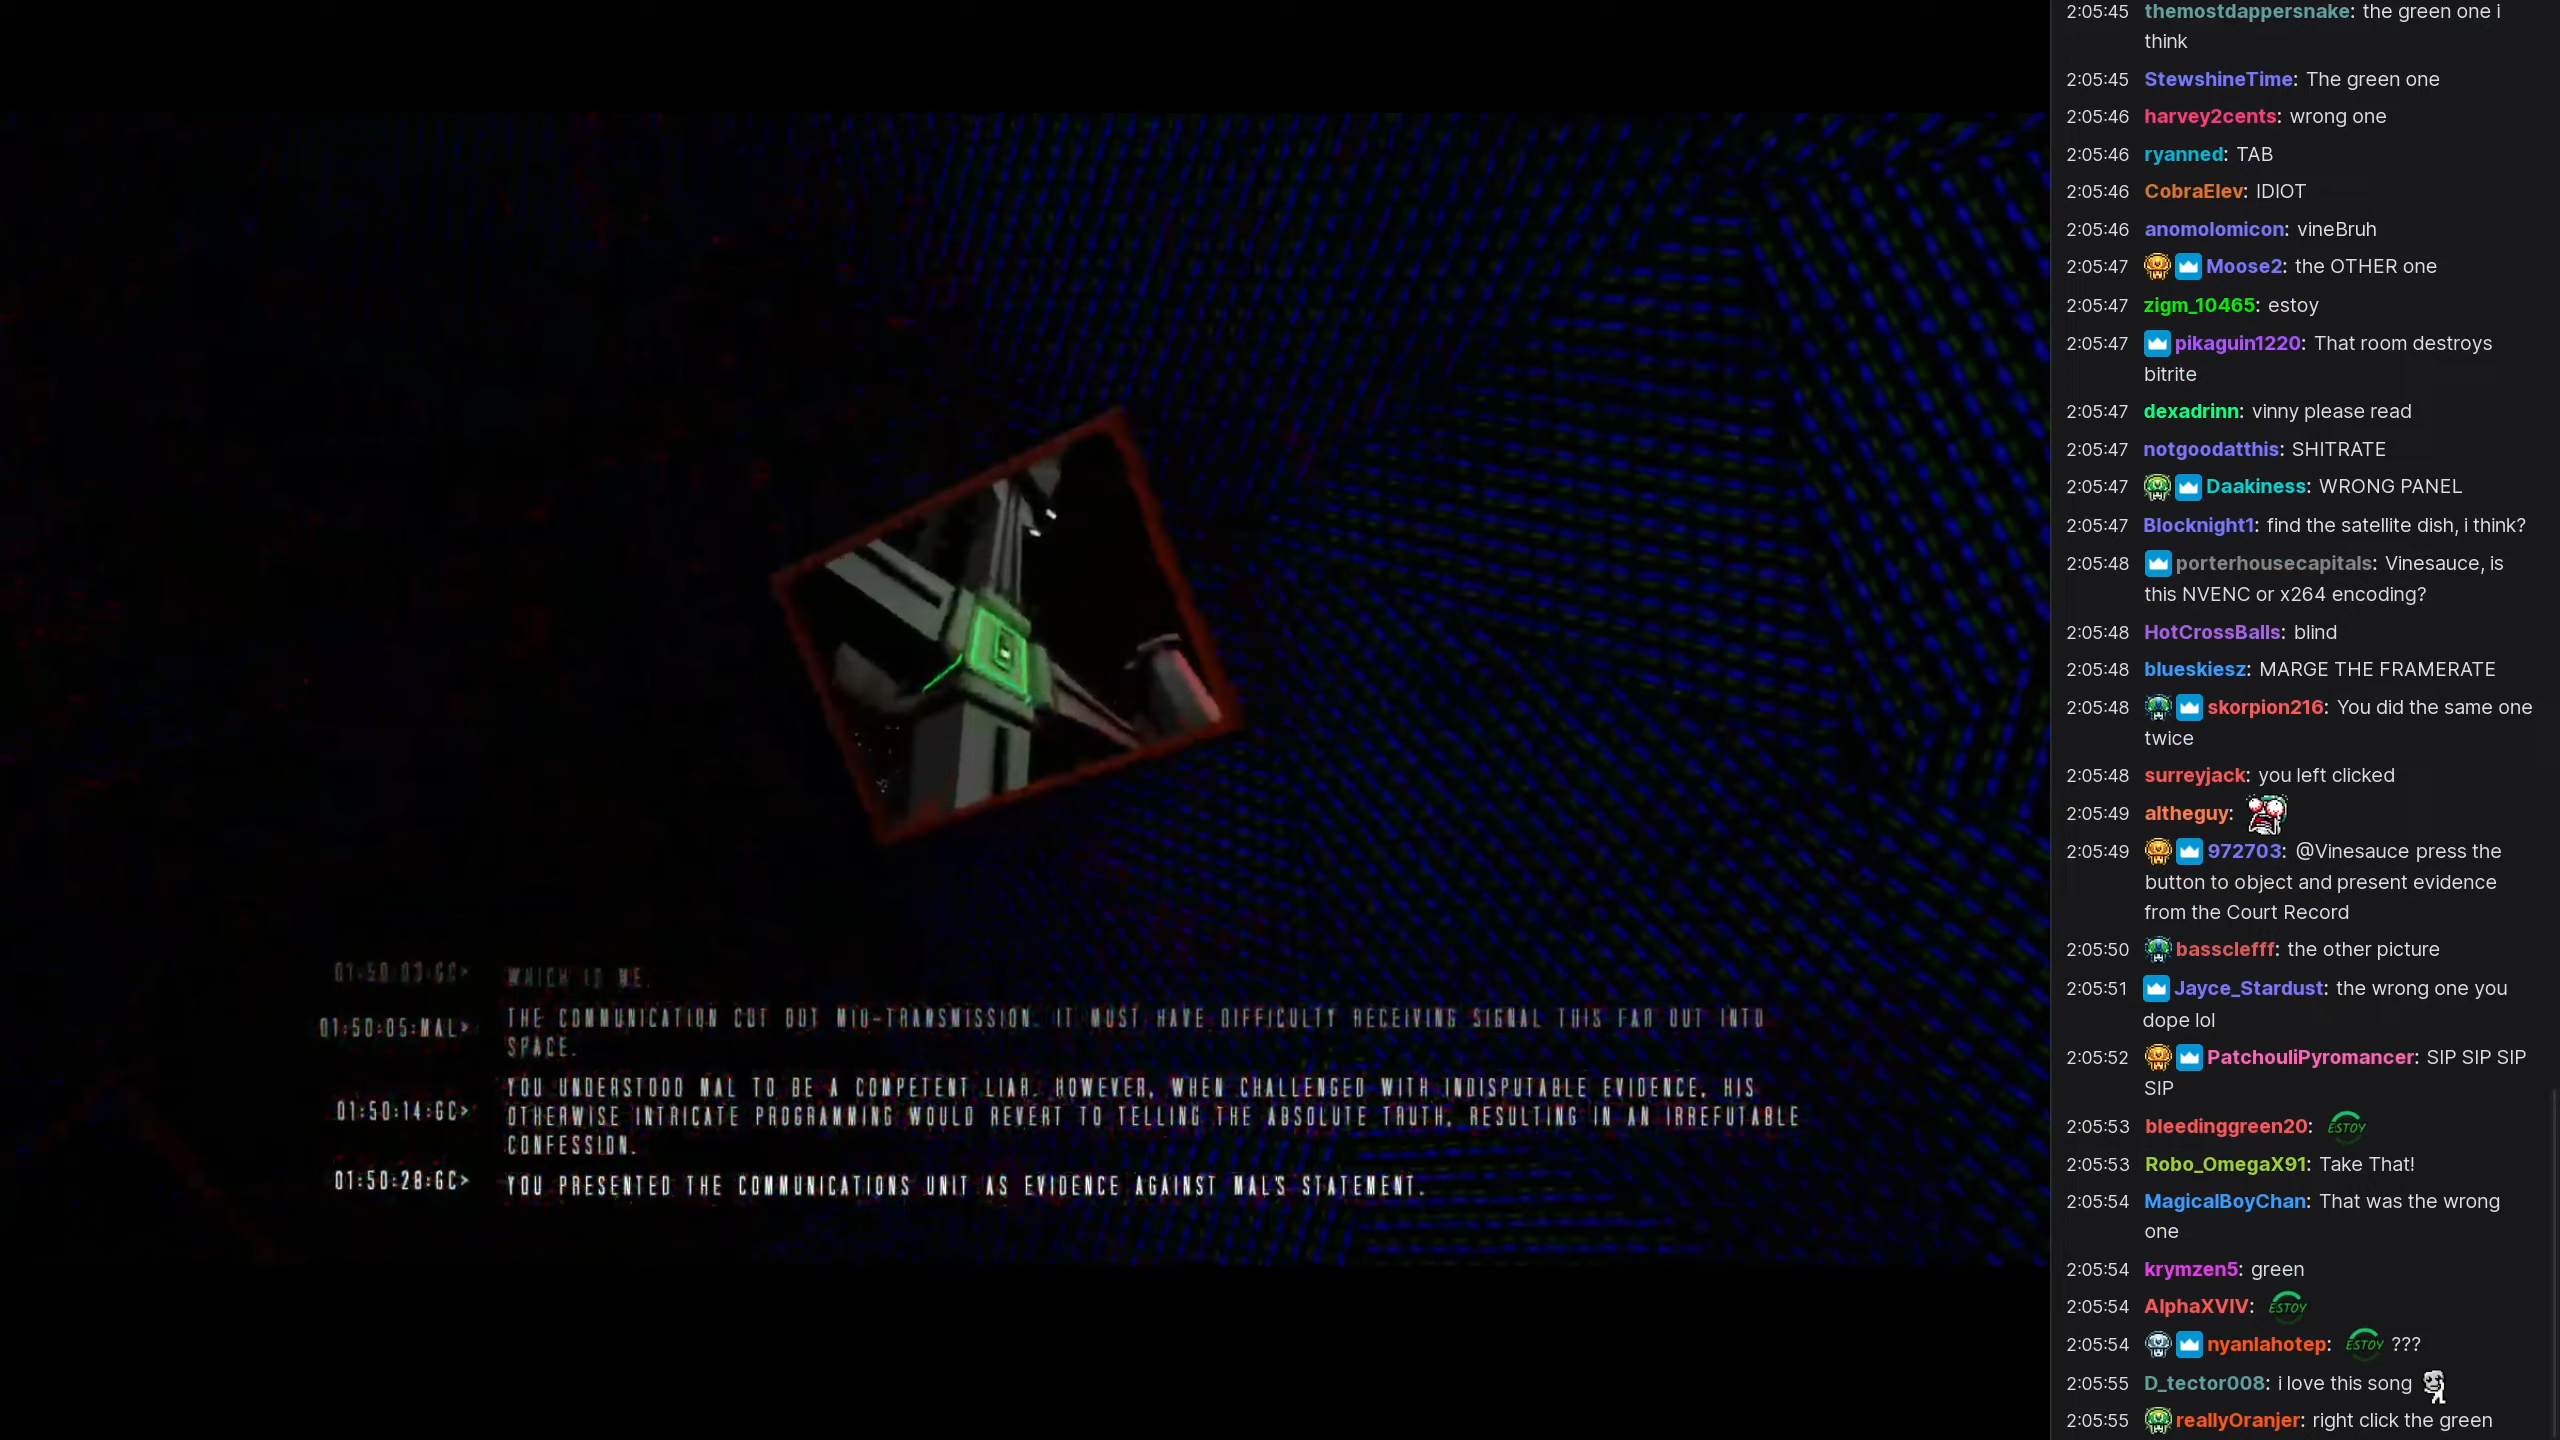 01:50:03:GC> WHICH IS ME.
01:50:05:MAL> THE COMMUNICATION CUT OUT MID-TRANSMISSION. IT MUST HAVE DIFFICULTY RECEIVING SIGNAL THIS FAR OUT INTO
SPACE.
01:50:14:GC> YOU UNDERSTOOD MAL TO BE A COMPETENT LIAR. HOWEVER, WHEN CHALLENGED WITH INDISPUTABLE EVIDENCE, HIS
OTHERWISE INTRICATE PROGRAMMING WOULD REVERT TO TELLING THE ABSOLUTE TRUTH, RESULTING IN AN IRREFUTABLE
CONFESSION.
01:50:28:GC> YOU PRESENTED THE COMMUNICATIONS UNIT AS EVIDENCE AGAINST MAL'S STATEMENT.
2:05:45 themostdappersnake: the green one i
think
2:05:45 StewshineTime: The green one
2:05:46 harvey2cents: wrong one
2:05:46 ryanned: TAB
2:05:46 CobraElev: IDIOT
2:05:46 anomolomicon: vineBruh
2:05:47 Moose2: the OTHER one
2:05:47 zigm_10465: estoy
2:05:47 pikaguin1220: That room destroys
bitrite
2:05:47 dexadrinn: vinny please read
2:05:47 notgoodatthis: SHITRATE
2:05:47 Daakiness: WRONG PANEL
2:05:47 Blocknight1: find the satellite dish, i think?
2:05:48 porterhousecapitals: Vinesauce, is
this NVENC or x264 encoding?
2:05:48 HotCrossBalls: blind
2:05:48 blueskiesz: MARGE THE FRAMERATE
2:05:48 skorpion216: You did the same one
twice
2:05:48 surreyjack: you left clicked
2:05:49 altheguy:
2:05:49 972703: @Vinesauce press the
button to object and present evidence
from the Court Record
2:05:50 bassclefff: the other picture
2:05:51 Jayce_Stardust: the wrong one you
dope lol
2:05:52 PatchouliPyromancer: SIP SIP SIP
SIP
2:05:53 bleedinggreen20: ESTOY
2:05:53 Robo_OmegaX91: Take That!
2:05:54 MagicalBoyChan: That was the wrong
one
2:05:54 krymzen5: green
2:05:54 AlphaXVIV: ESTOY
2:05:54 nyanlahotep: ESTOY ???
2:05:55 D_tector008: i love this song
2:05:55 reallyOranjer: right click the green